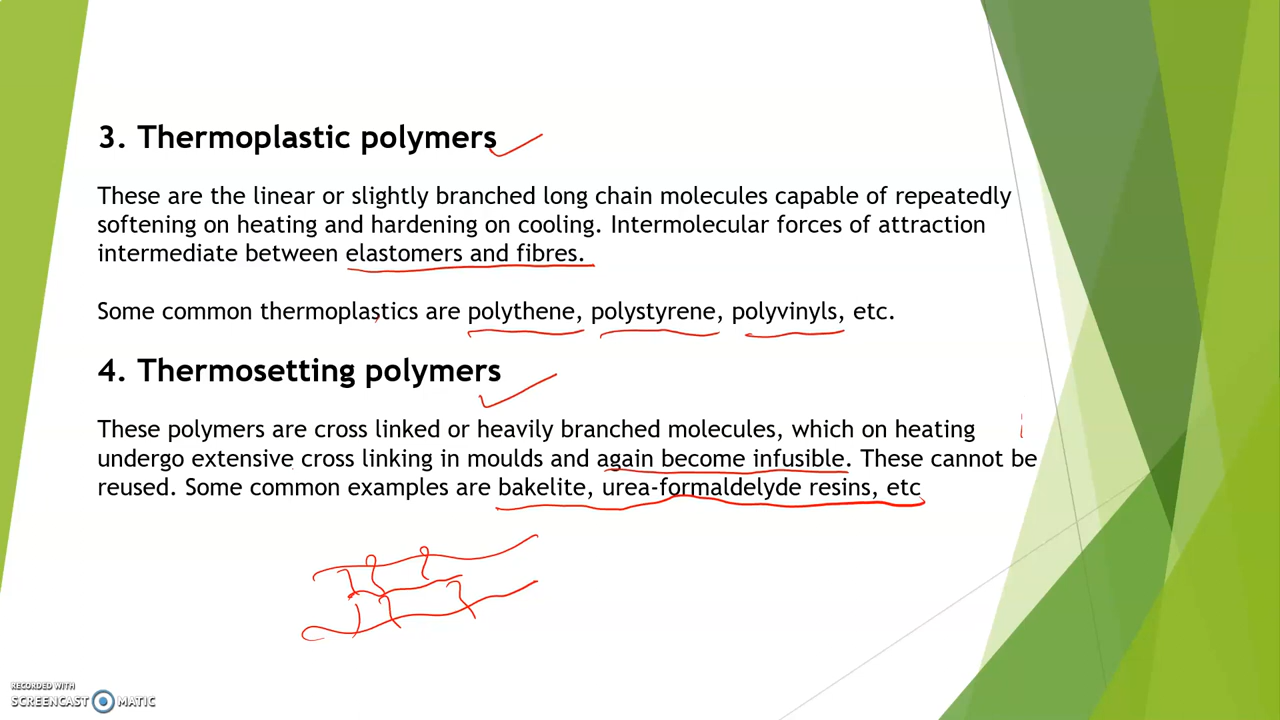 3. Thermoplastic polymers
These are the linear or slightly branched long chain molecules capable of repeatedly
softening on heating and hardening on cooling. Intermolecular forces of attraction
intermediate between elastomers and fibres.
Some common thermoplastics are polythene, polystyrene, polyvinyls, etc.
4. Thermosetting polymers
These polymers are cross linked or heavily branched molecules, which on heating
undergo extensive cross linking in moulds and again become infusible. These cannot be
reused. Some common examples are bakelite, urea-formaldelyde resins, etc
RECORDED WITH
SCREENCAST MATIC